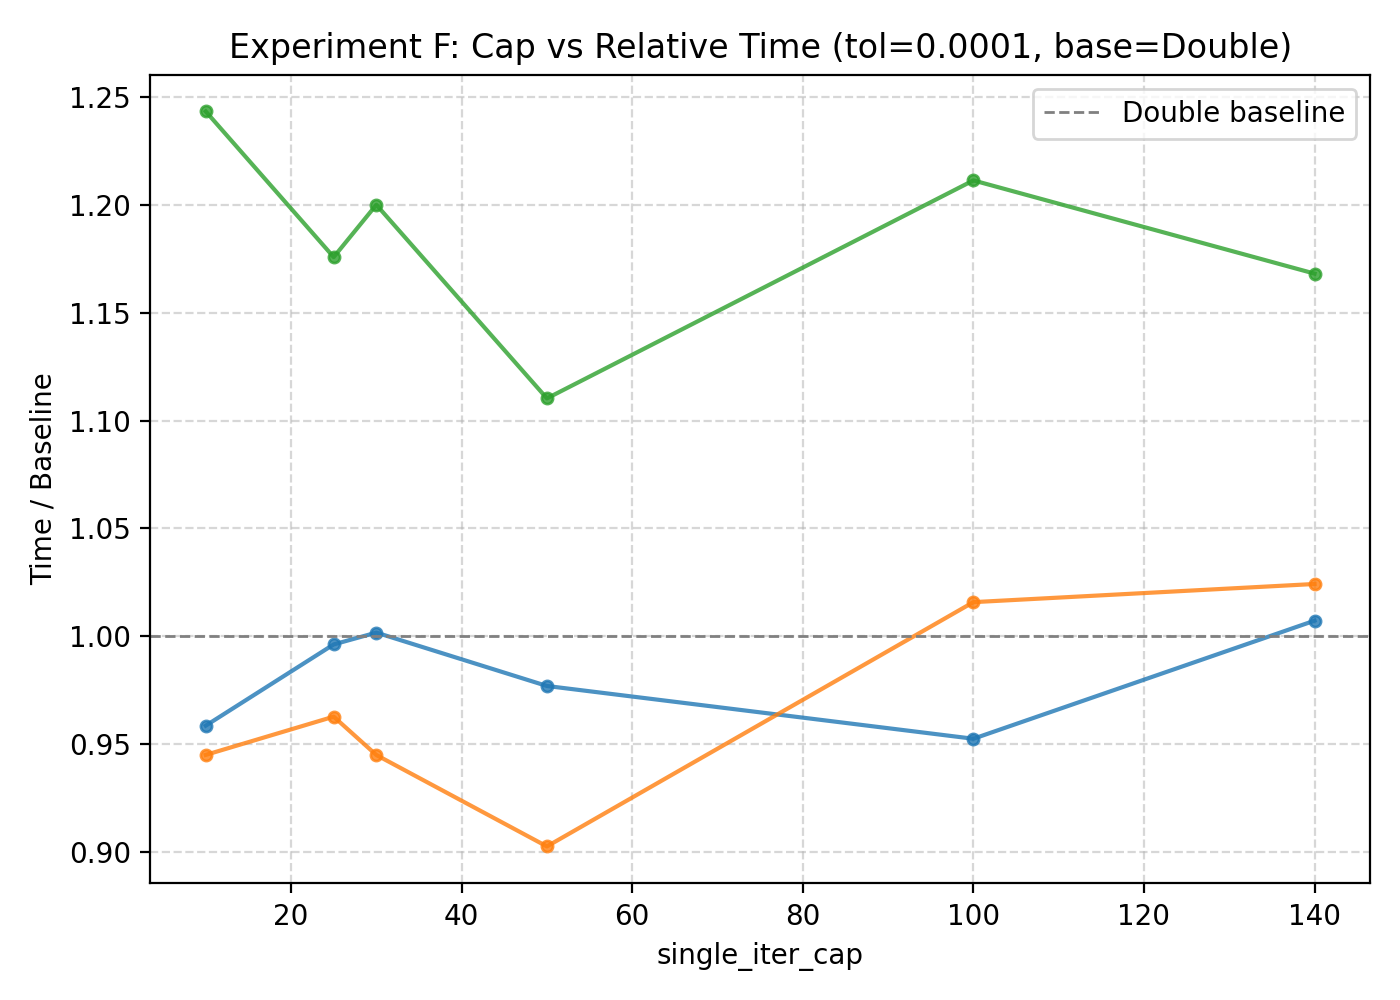 Experiment F: Cap vs Relative Time (tol=0.0001, base=Double)
Double baseline
1.25
1.20
1.15
1.10
1.05
1.00
0.95
0.90
Time / Baseline
20 40 60 80 100 120 140
single_iter_cap